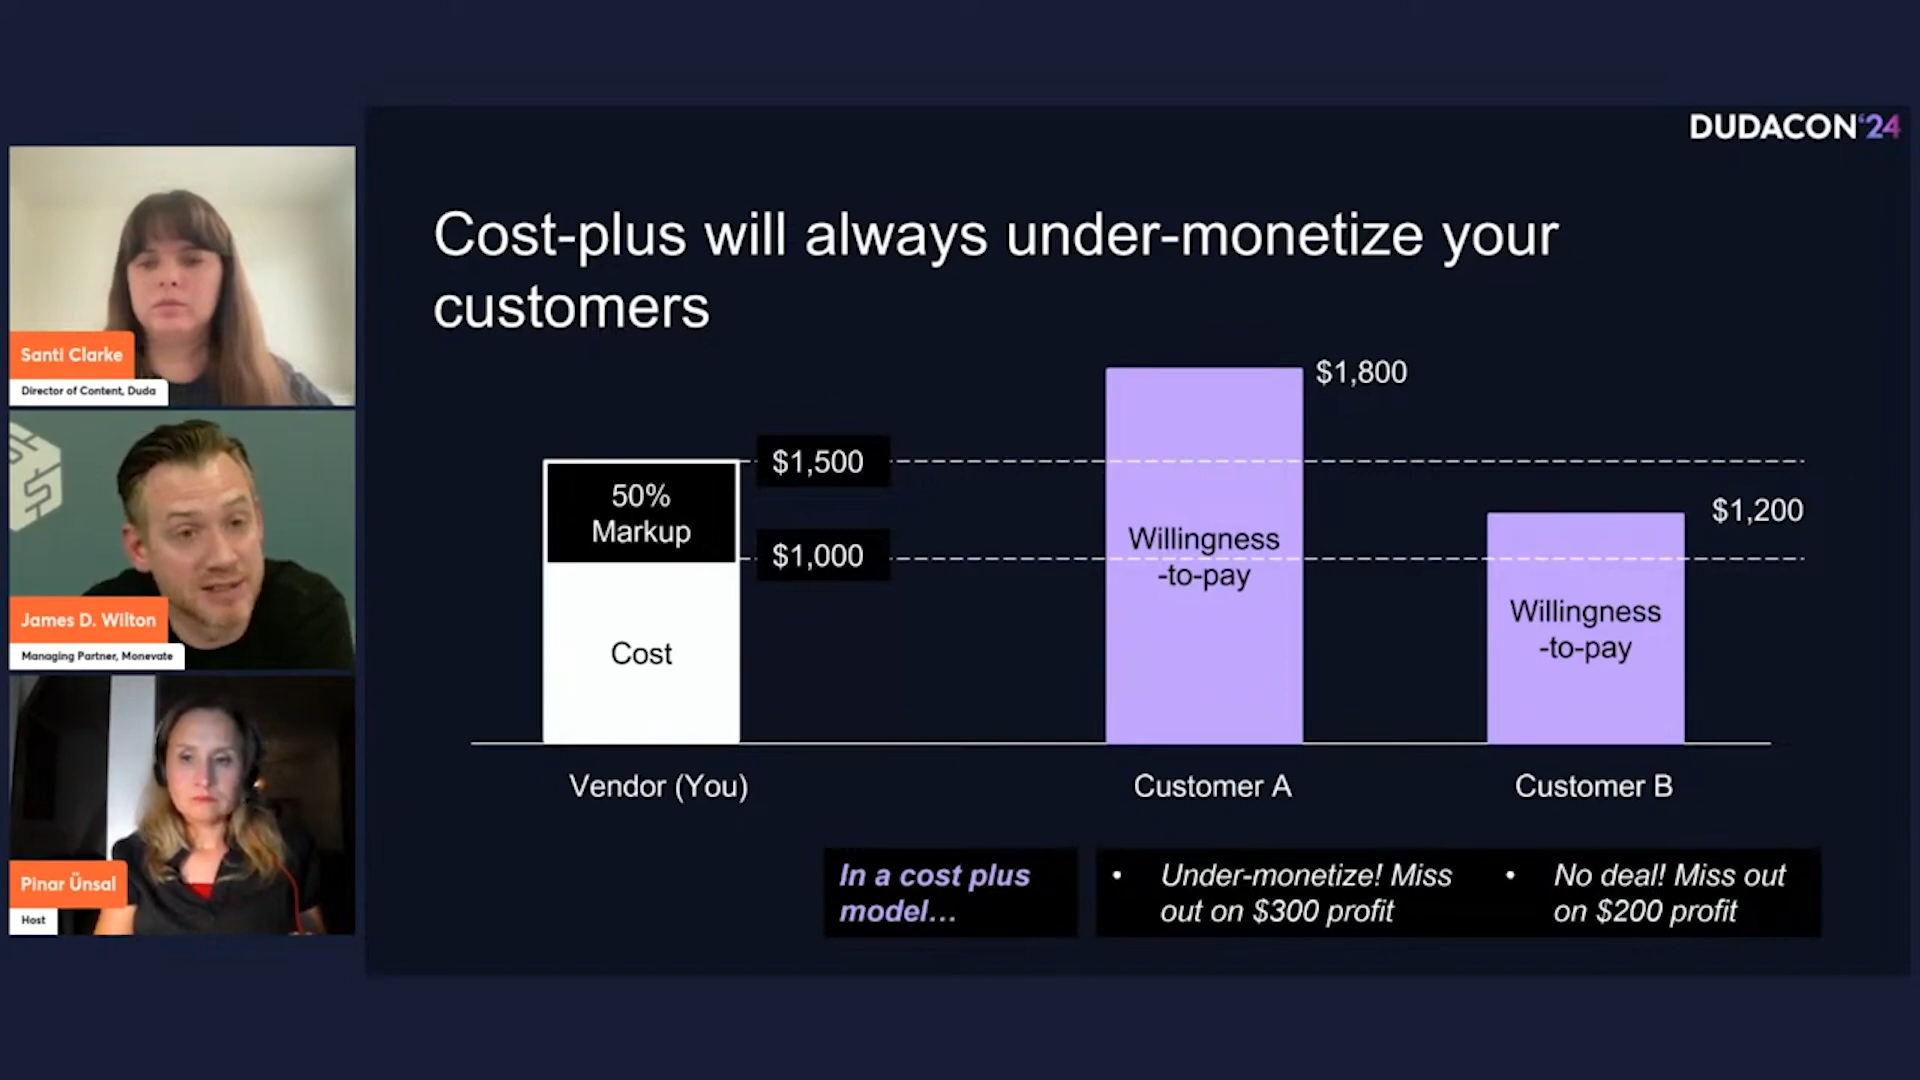 DUDACON'24
Cost-plus will always under-monetize your
customers
Santi Clarke
Director of Content, Duda
James D. Wilton
Managing Partner, Monevate
Pinar Ünsal
Host
$1,800
$1,500
50%
Markup
$1,200
$1,000
Willingness
-to-pay
Willingness
-to-pay
Cost
Vendor (You)
Customer A
Customer B
In a cost plus
model...
• Under-monetize! Miss
out on $300 profit
• No deal! Miss out
on $200 profit